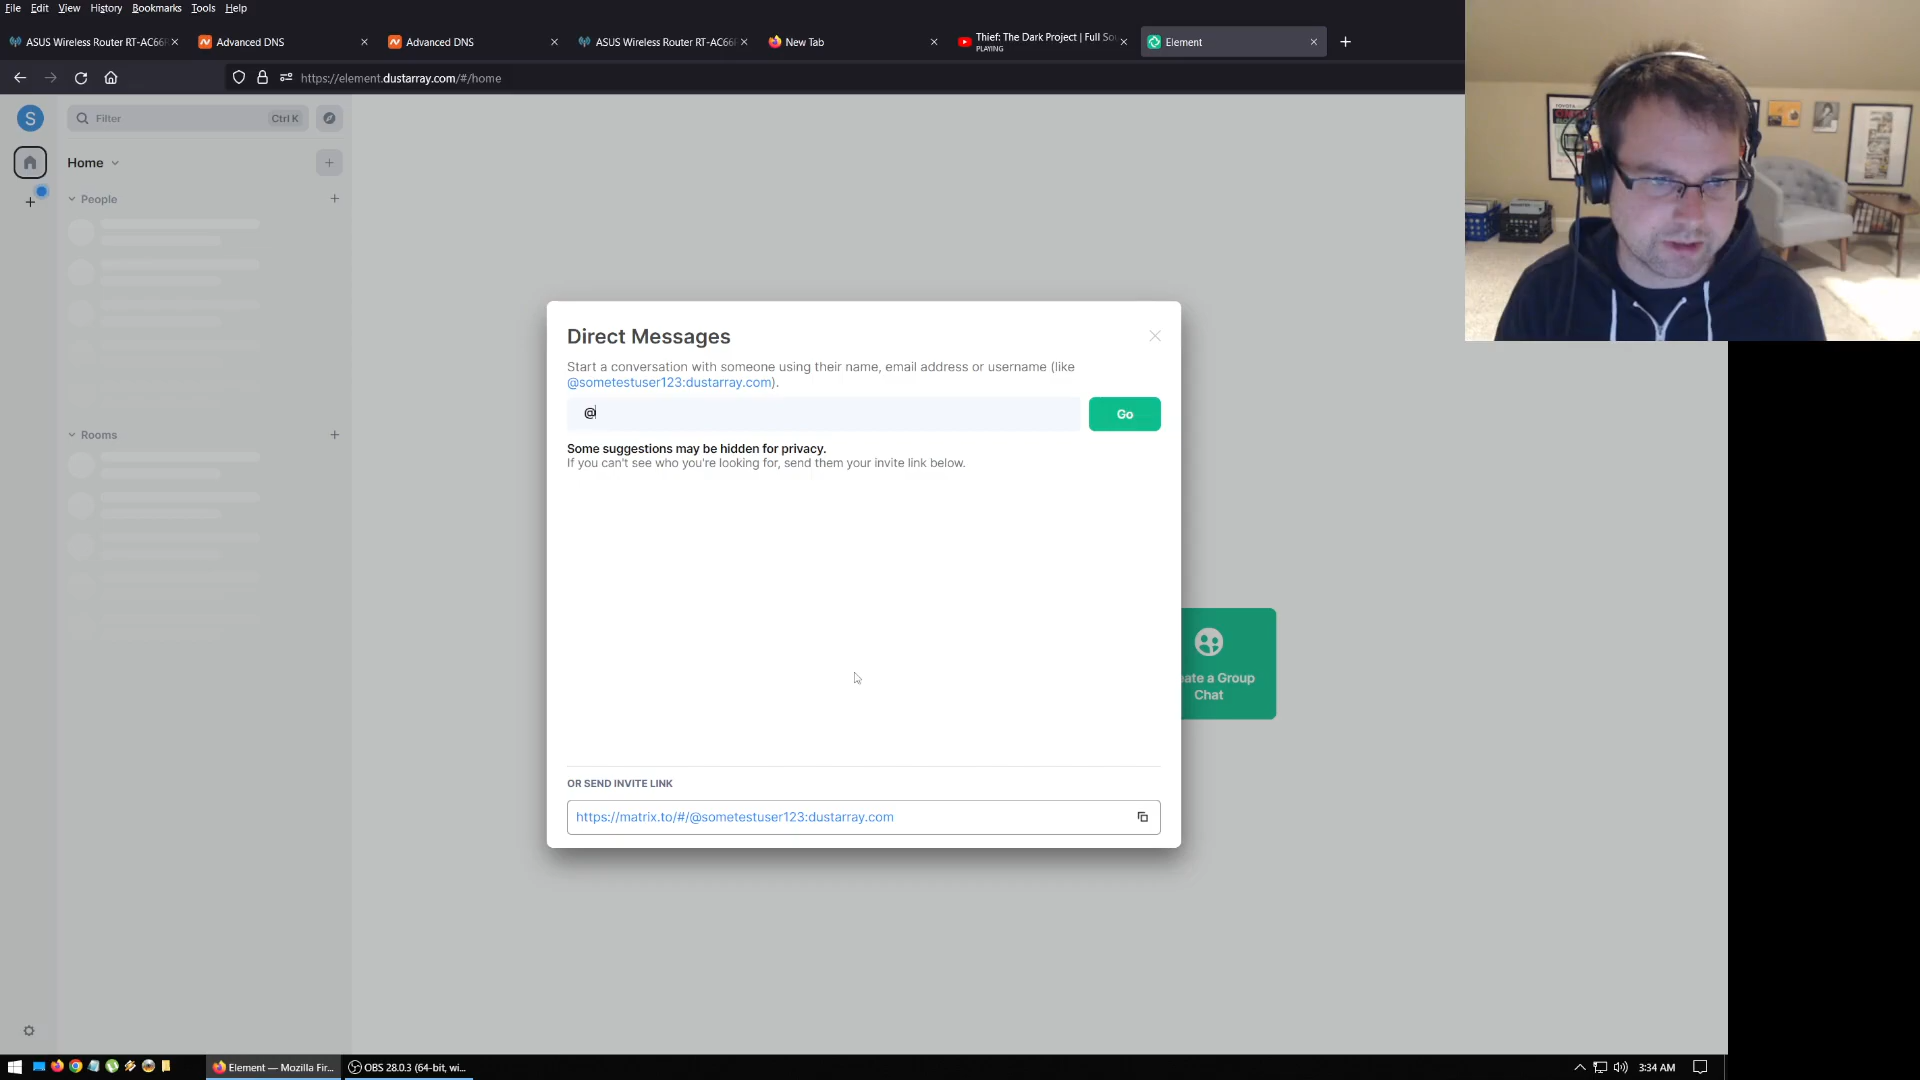 File Edit View History Bookmarks Tools Help
ASUS Wireless Router RT-AC66
Advanced DNS
Advanced DNS
ASUS Wireless Router RT-AC66
New Tab
Thief: The Dark Project | Full So
PLAYING
Element
https://element.dustarray.com/#/home
S
Filter
Ctrl K
Home
People
Rooms
Direct Messages
Start a conversation with someone using their name, email address or username (like
@sometestuser123:dustarray.com).
@
Go
Some suggestions may be hidden for privacy.
If you can't see who you're looking for, send them your invite link below.
eate a Group
Chat
OR SEND INVITE LINK
https://matrix.to/#/@sometestuser123:dustarray.com
Element — Mozilla Fir...
OBS 28.0.3 (64-bit, wi...
3:34 AM